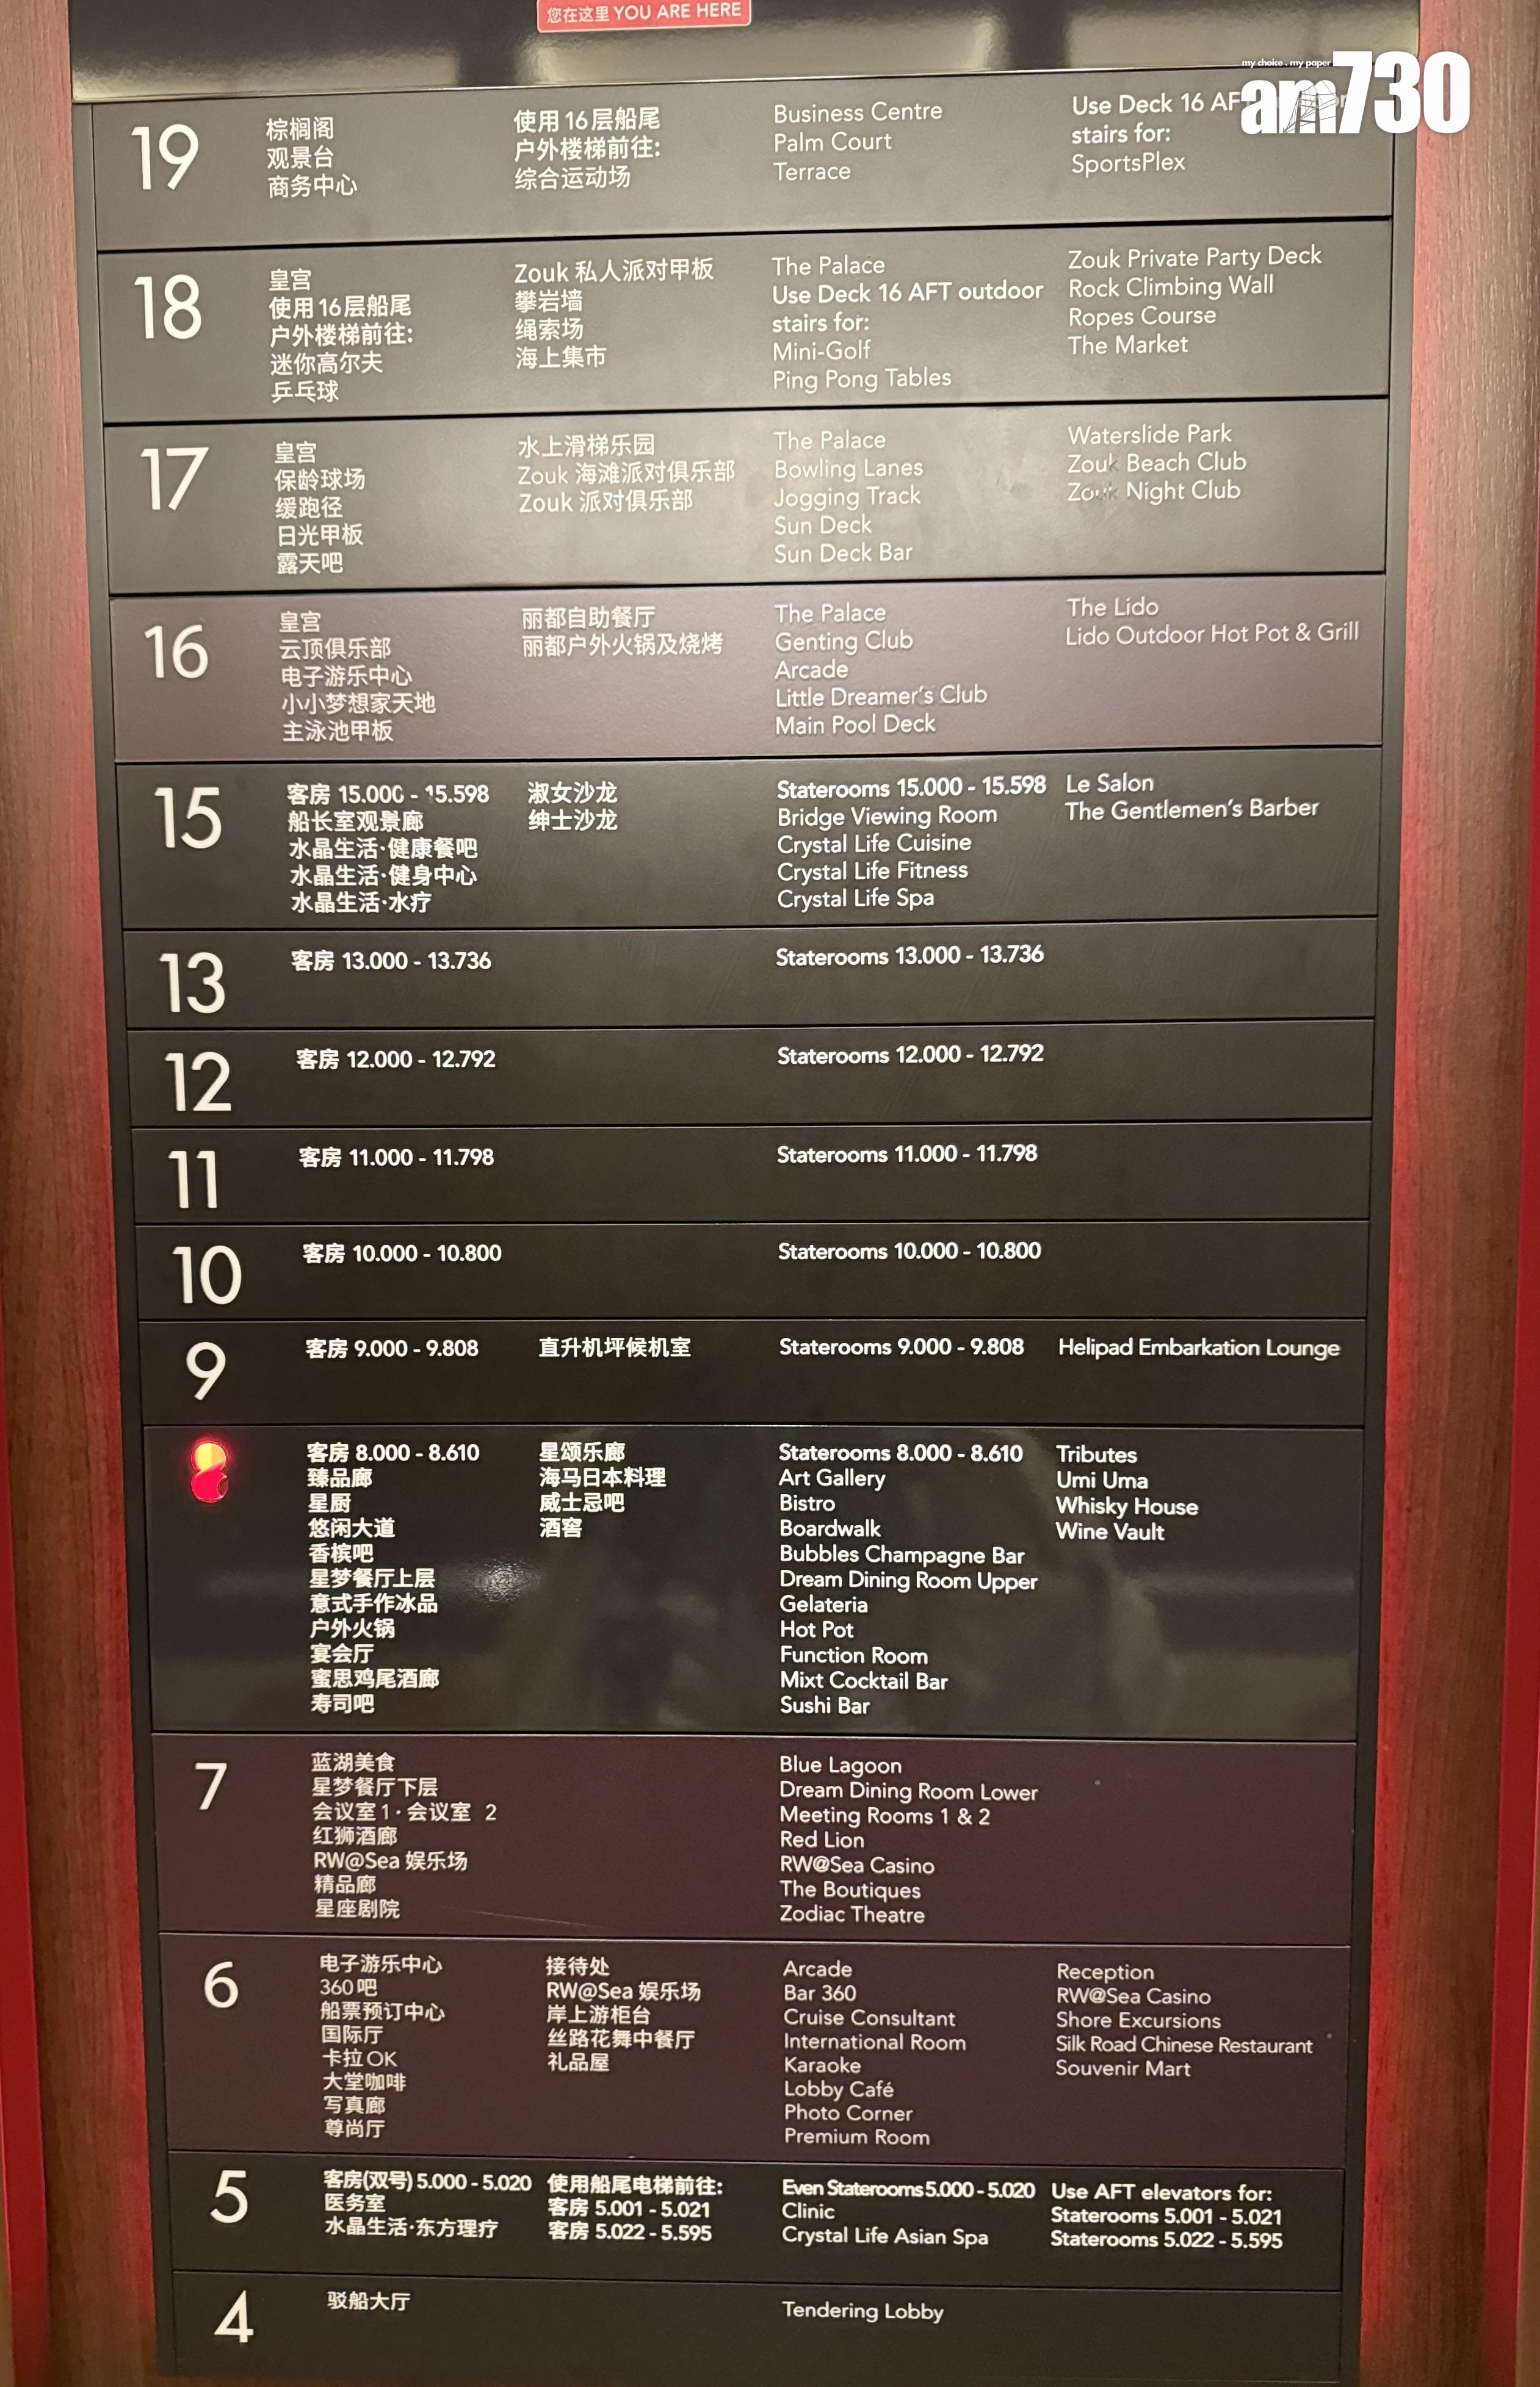 您在这里 YOU ARE HERE
my choice . my paper
am730
19
棕榈阁
观景台
商务中心
使用16层船尾
户外楼梯前往:
综合运动场
Business Centre
Palm Court
Terrace
Use Deck 16
stairs for:
SportsPlex
18
皇宫
使用16层船尾
户外楼梯前往:
迷你高尔夫
乒乓球
Zouk 私人派对甲板
攀岩墙
绳索场
海上集市
The Palace
Use Deck 16 AFT outdoor
stairs for:
Mini-Golf
Ping Pong Tables
Zouk Private Party Deck
Rock Climbing Wall
Ropes Course
The Market
17
皇宫
保龄球场
缓跑径
日光甲板
露天吧
水上滑梯乐园
Zouk 海滩派对俱乐部
Zouk 派对俱乐部
The Palace
Bowling Lanes
Jogging Track
Sun Deck
Sun Deck Bar
Waterslide Park
Zouk Beach Club
Zouk Night Club
16
皇宫
云顶俱乐部
电子游乐中心
小小梦想家天地
主泳池甲板
丽都自助餐厅
丽都户外火锅及烧烤
The Palace
Genting Club
Arcade
Little Dreamer's Club
Main Pool Deck
The Lido
Lido Outdoor Hot Pot & Grill
15
客房 15.000 - 15.598
船长室观景廊
水晶生活·健康餐吧
水晶生活·健身中心
水晶生活·水疗
淑女沙龙
绅士沙龙
Staterooms 15.000 - 15.598
Bridge Viewing Room
Crystal Life Cuisine
Crystal Life Fitness
Crystal Life Spa
Le Salon
The Gentlemen's Barber
13
客房 13.000 - 13.736
Staterooms 13.000 - 13.736
12
客房 12.000 - 12.792
Staterooms 12.000 - 12.792
11
客房 11.000 - 11.798
Staterooms 11.000 - 11.798
10
客房 10.000 - 10.800
Staterooms 10.000 - 10.800
9
客房 9.000 - 9.808
直升机坪候机室
Staterooms 9.000 - 9.808
Helipad Embarkation Lounge
8
客房 8.000 - 8.610
臻品廊
星厨
悠闲大道
香槟吧
星梦餐厅上层
意式手作冰品
户外火锅
宴会厅
蜜思鸡尾酒廊
寿司吧
星颂乐廊
海马日本料理
威士忌吧
酒窖
Staterooms 8.000 - 8.610
Art Gallery
Bistro
Boardwalk
Bubbles Champagne Bar
Dream Dining Room Upper
Gelateria
Hot Pot
Function Room
Mixt Cocktail Bar
Sushi Bar
Tributes
Umi Uma
Whisky House
Wine Vault
7
蓝湖美食
星梦餐厅下层
会议室1·会议室 2
红狮酒廊
RW@Sea 娱乐场
精品廊
星座剧院
Blue Lagoon
Dream Dining Room Lower
Meeting Rooms 1 & 2
Red Lion
RW@Sea Casino
The Boutiques
Zodiac Theatre
6
电子游乐中心
360吧
船票预订中心
国际厅
卡拉OK
大堂咖啡
写真廊
尊尚厅
接待处
RW@Sea 娱乐场
岸上游柜台
丝路花舞中餐厅
礼品屋
Arcade
Bar 360
Cruise Consultant
International Room
Karaoke
Lobby Café
Photo Corner
Premium Room
Reception
RW@Sea Casino
Shore Excursions
Silk Road Chinese Restaurant
Souvenir Mart
5
客房(双号) 5.000 - 5.020
医务室
水晶生活·东方理疗
使用船尾电梯前往:
客房 5.001 - 5.021
客房 5.022 - 5.595
Even Staterooms 5.000 - 5.020
Clinic
Crystal Life Asian Spa
Use AFT elevators for:
Staterooms 5.001 - 5.021
Staterooms 5.022 - 5.595
4
驳船大厅
Tendering Lobby